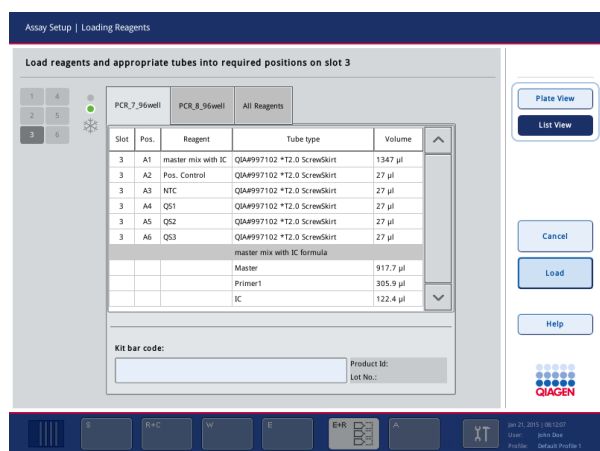 Assay Setup | Loading Reagents
Load reagents and appropriate tubes into required positions on slot 3
1 4
2 5
3 6
PCR_7_96well PCR_8_96well All Reagents
Slot Pos. Reagent Tube type Volume
3 A1 master mix with IC QIA#997102 *T2.0 ScrewSkirt 1347 µl
3 A2 Pos. Control QIA#997102 *T2.0 ScrewSkirt 27 µl
3 A3 NTC QIA#997102 *T2.0 ScrewSkirt 27 µl
3 A4 QS1 QIA#997102 *T2.0 ScrewSkirt 27 µl
3 A5 QS2 QIA#997102 *T2.0 ScrewSkirt 27 µl
3 A6 QS3 QIA#997102 *T2.0 ScrewSkirt 27 µl
master mix with IC formula
Master 917.7 µl
Primer1 305.9 µl
IC 122.4 µl
Kit bar code:
Product Id:
Lot No.:
Plate View
List View
Cancel
Load
Help
QIAGEN
S R+C W E E+R A
Jan 21, 2015 | 08:12:07
User: John Doe
Profile: Default Profile 1